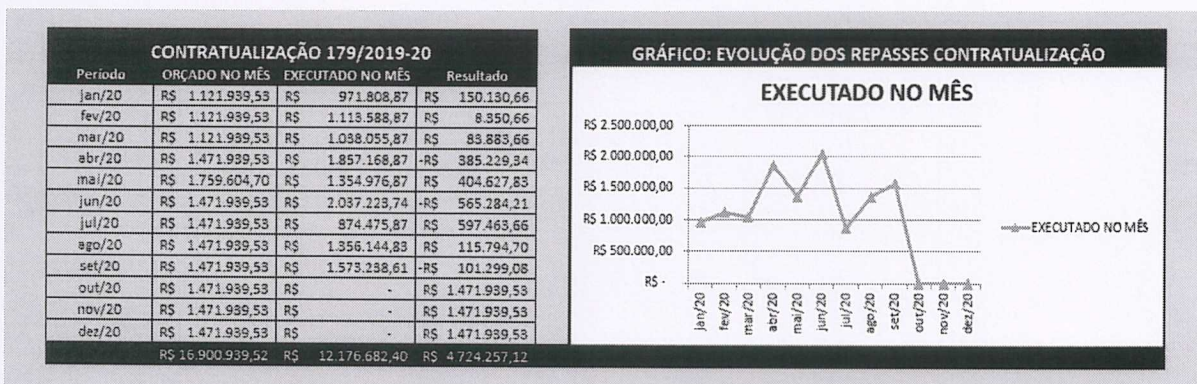 CONTRATUALIZAÇÃO 179/2019-20
Período ORÇADO NO MÊS EXECUTADO NO MÊS Resultado
jan/20 R$ 1.121.939,53 R$ 971.808,87 R$ 150.130,66
fev/20 R$ 1.121.939,53 R$ 1.113.588,87 R$ 8.350,66
mar/20 R$ 1.121.939,53 R$ 1.038.055,87 R$ 83.883,66
abr/20 R$ 1.471.939,53 R$ 1.857.168,87 -R$ 385.229,34
mai/20 R$ 1.759.604,70 R$ 1.354.976,87 R$ 404.627,83
jun/20 R$ 1.471.939,53 R$ 2.037.223,74 -R$ 565.284,21
jul/20 R$ 1.471.939,53 R$ 874.475,87 R$ 597.463,66
ago/20 R$ 1.471.939,53 R$ 1.356.144,83 R$ 115.794,70
set/20 R$ 1.471.939,53 R$ 1.573.238,61 -R$ 101.299,08
out/20 R$ 1.471.939,53 R$ - R$ 1.471.939,53
nov/20 R$ 1.471.939,53 R$ - R$ 1.471.939,53
dez/20 R$ 1.471.939,53 R$ - R$ 1.471.939,53
R$ 16.900.939,52 R$ 12.176.682,40 R$ 4.724.257,12
GRÁFICO: EVOLUÇÃO DOS REPASSES CONTRATUALIZAÇÃO
EXECUTADO NO MÊS
R$ 2.500.000,00
R$ 2.000.000,00
R$ 1.500.000,00
R$ 1.000.000,00
R$ 500.000,00
R$ -
jan/20 fev/20 mar/20 abr/20 mai/20 jun/20 jul/20 ago/20 set/20 out/20 nov/20 dez/20
EXECUTADO NO MÊS